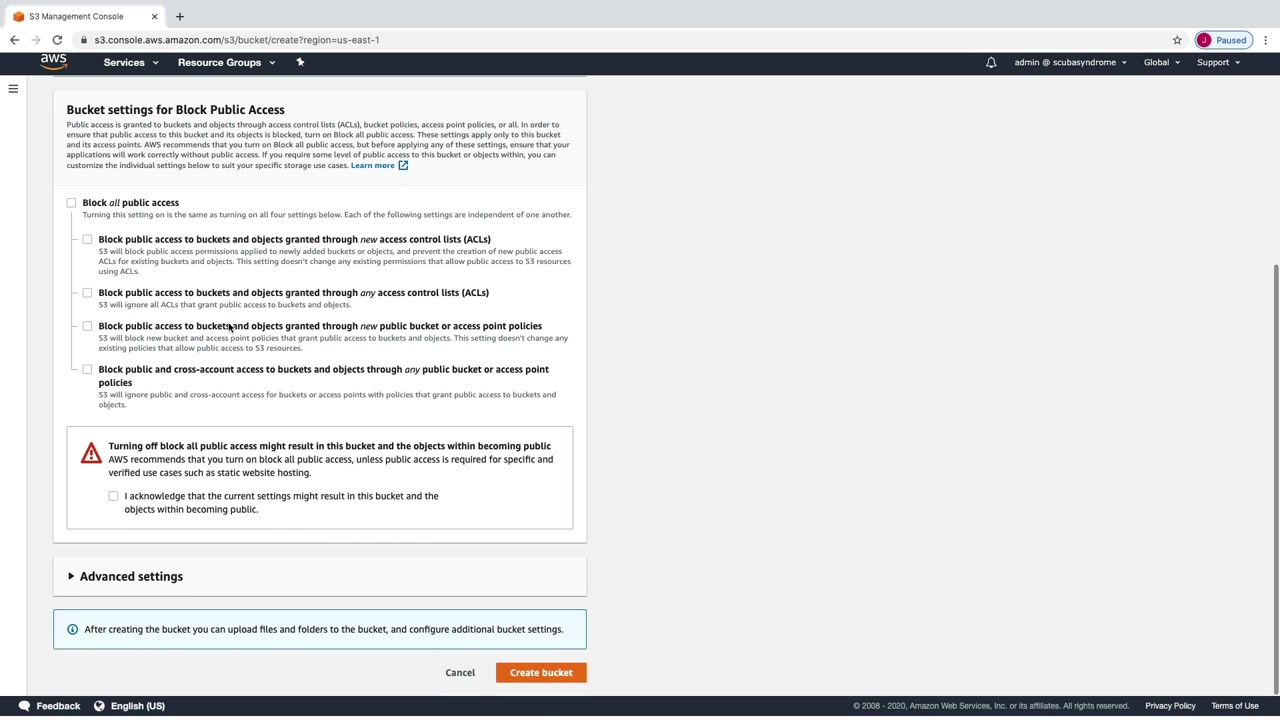 S3 Management Console
s3.console.aws.amazon.com/s3/bucket/create?region=us-east-1
J Paused
aws Services Resource Groups admin @ scubasyndrome Global Support
Bucket settings for Block Public Access
Public access is granted to buckets and objects through access control lists (ACLs), bucket policies, access point policies, or all. In order to
ensure that public access to this bucket and its objects is blocked, turn on Block all public access. These settings apply only to this bucket
and its access points. AWS recommends that you turn on Block all public access, but before applying any of these settings, ensure that your
applications will work correctly without public access. If you require some level of public access to this bucket or objects within, you can
customize the individual settings below to suit your specific storage use cases. Learn more
Block all public access
Turning this setting on is the same as turning on all four settings below. Each of the following settings are independent of one another.
Block public access to buckets and objects granted through new access control lists (ACLs)
S3 will block public access permissions applied to newly added buckets or objects, and prevent the creation of new public access
ACLs for existing buckets and objects. This setting doesn't change any existing permissions that allow public access to S3 resources
using ACLs.
Block public access to buckets and objects granted through any access control lists (ACLs)
S3 will ignore all ACLs that grant public access to buckets and objects.
Block public access to buckets and objects granted through new public bucket or access point policies
S3 will block new bucket and access point policies that grant public access to buckets and objects. This setting doesn't change any
existing policies that allow public access to S3 resources.
Block public and cross-account access to buckets and objects through any public bucket or access point
policies
S3 will ignore public and cross-account access for buckets or access points with policies that grant public access to buckets and
objects.
Turning off block all public access might result in this bucket and the objects within becoming public
AWS recommends that you turn on block all public access, unless public access is required for specific and
verified use cases such as static website hosting.
I acknowledge that the current settings might result in this bucket and the
objects within becoming public.
Advanced settings
After creating the bucket you can upload files and folders to the bucket, and configure additional bucket settings.
Cancel Create bucket
Feedback English (US) © 2008 - 2020, Amazon Web Services, Inc. or its affiliates. All rights reserved. Privacy Policy Terms of Use